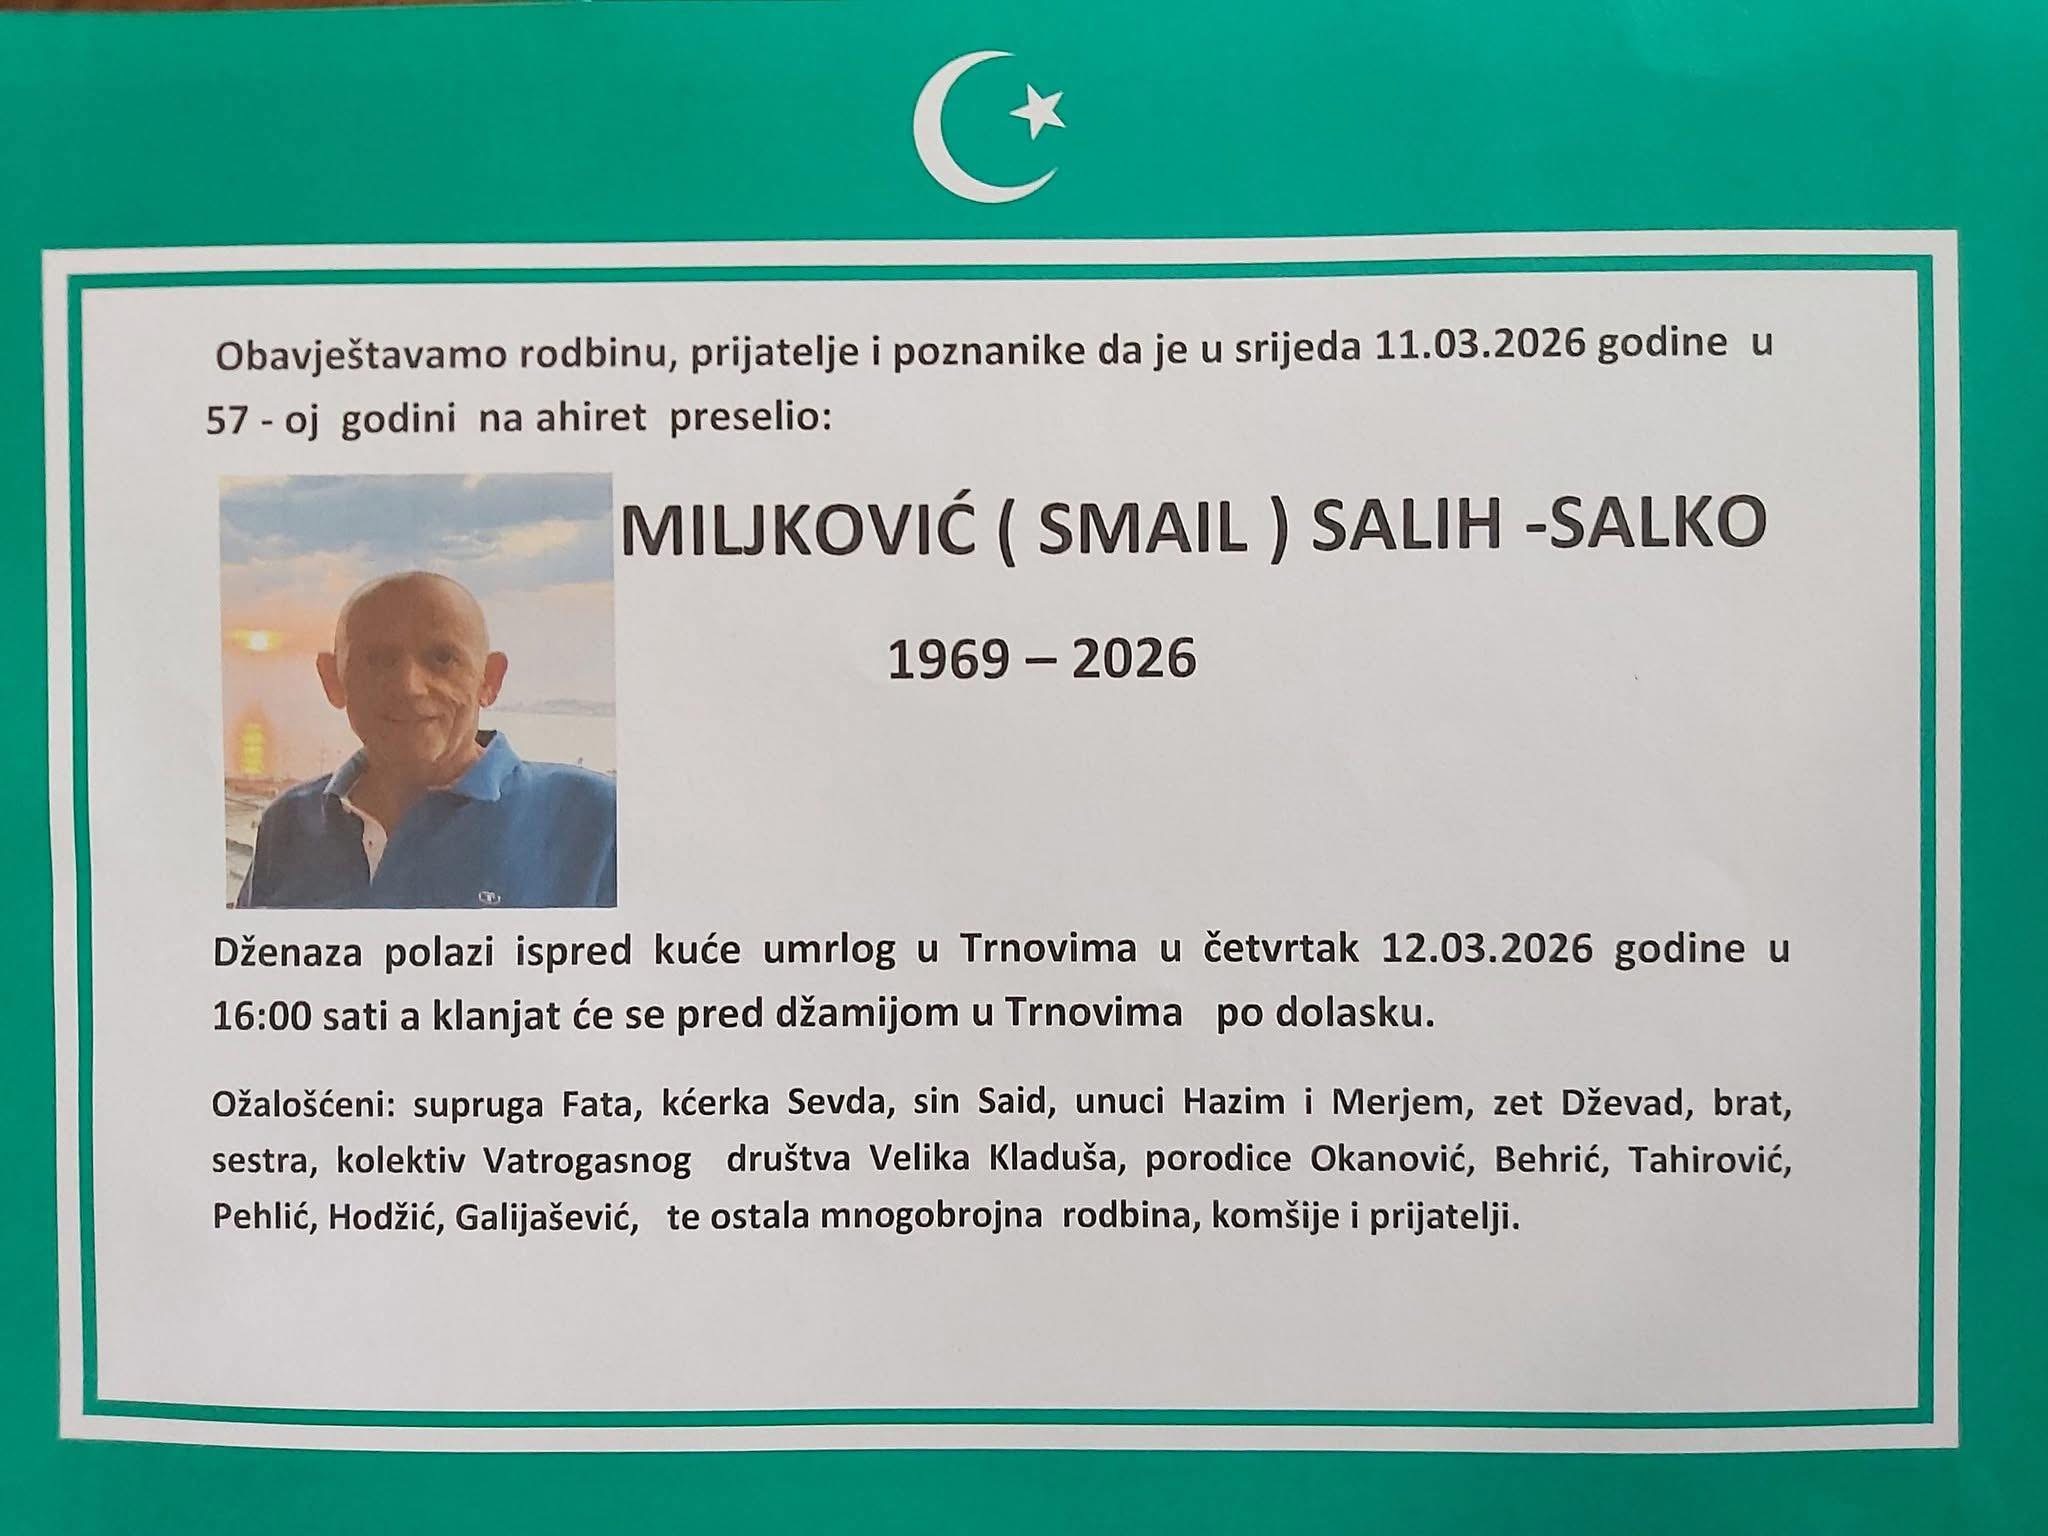 Obavještavamo rodbinu, prijatelje i poznanike da je u srijeda 11.03.2026 godine u
57 - oj godini na ahiret preselio:
MILJKOVIĆ ( SMAIL ) SALIH -SALKO
1969 – 2026
Dženaza polazi ispred kuće umrlog u Trnovima u četvrtak 12.03.2026 godine u
16:00 sati a klanjat će se pred džamijom u Trnovima po dolasku.
Ožalošćeni: supruga Fata, kćerka Sevda, sin Said, unuci Hazim i Merjem, zet Dževad, brat,
sestra, kolektiv Vatrogasnog društva Velika Kladuša, porodice Okanović, Behrić, Tahirović,
Pehlić, Hodžić, Galijašević, te ostala mnogobrojna rodbina, komšije i prijatelji.